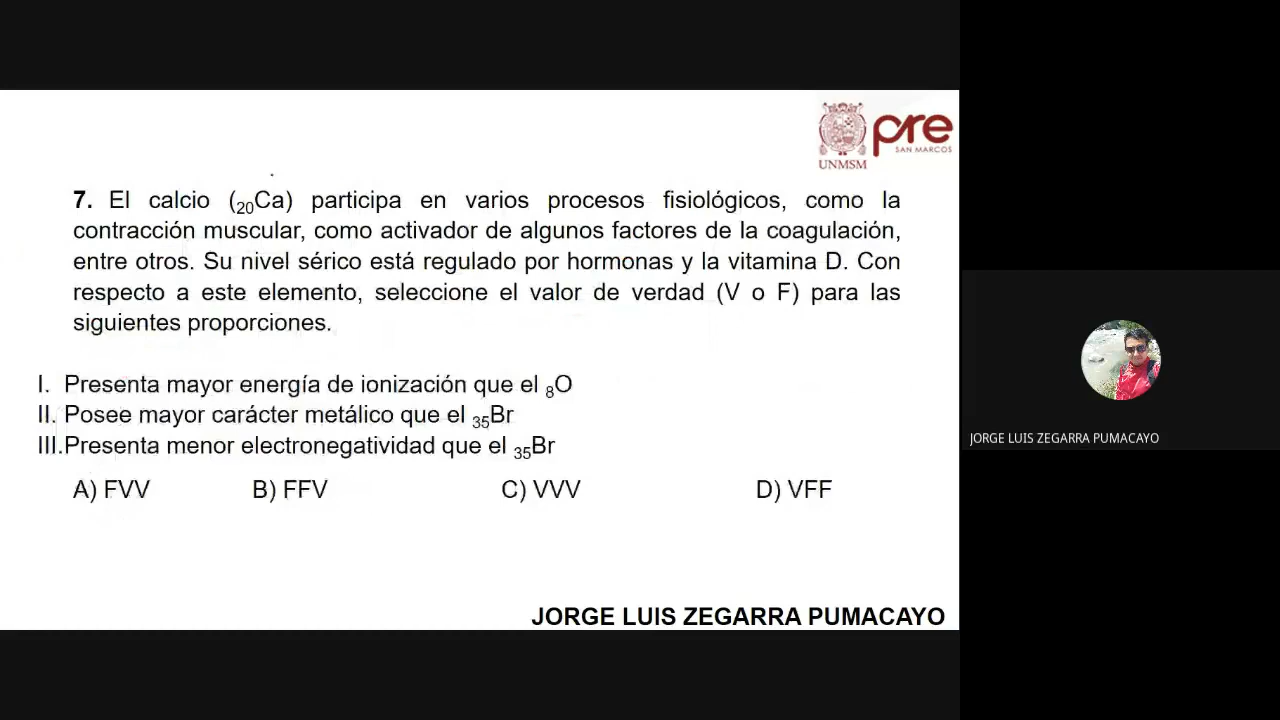 pre
SAN MARCOS
UNMSM
7. El calcio (₂₀Ca) participa en varios procesos fisiológicos, como la
contracción muscular, como activador de algunos factores de la coagulación,
entre otros. Su nivel sérico está regulado por hormonas y la vitamina D. Con
respecto a este elemento, seleccione el valor de verdad (V o F) para las
siguientes proporciones.
I. Presenta mayor energía de ionización que el ₈O
II. Posee mayor carácter metálico que el ₃₅Br
III.Presenta menor electronegatividad que el ₃₅Br
A) FVV B) FFV C) VVV D) VFF
JORGE LUIS ZEGARRA PUMACAYO
JORGE LUIS ZEGARRA PUMACAYO